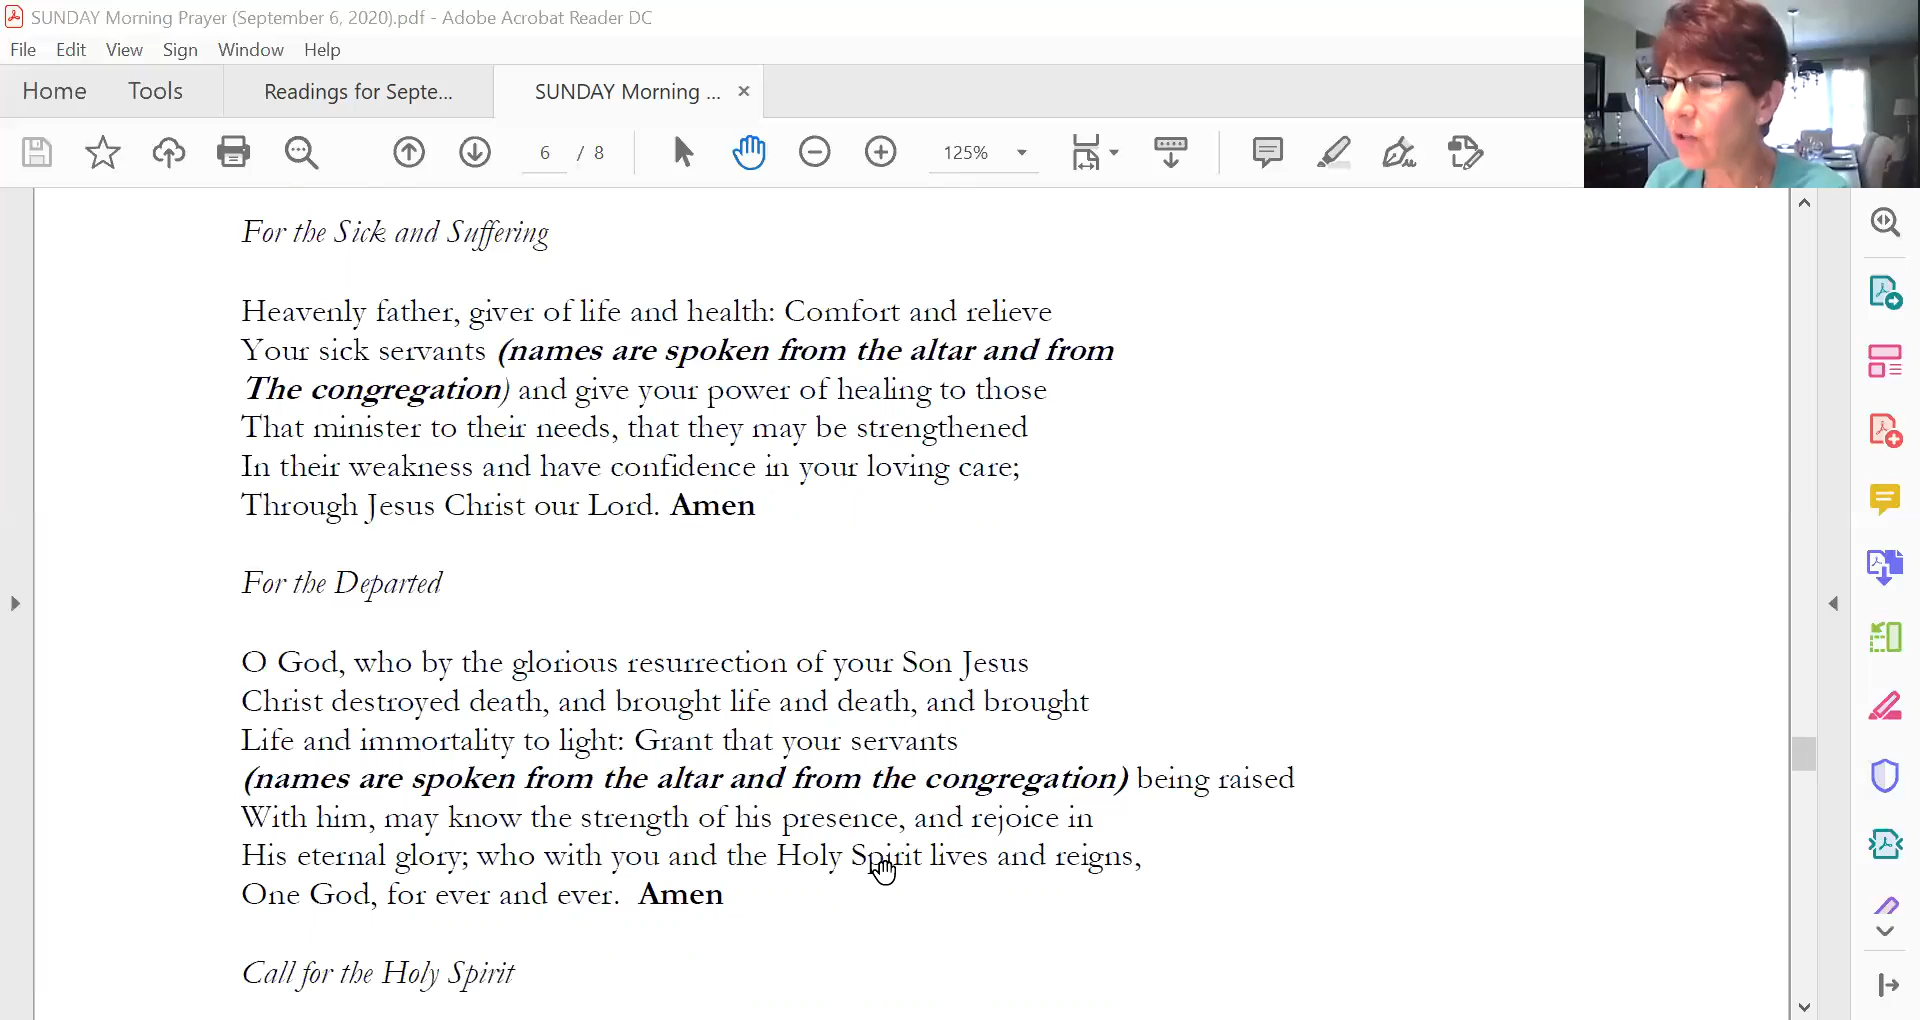 SUNDAY Morning Prayer (September 6, 2020).pdf - Adobe Acrobat Reader DC
File Edit View Sign Window Help
Home Tools Readings for Septe... SUNDAY Morning ... ×
6 / 8 125%
For the Sick and Suffering
Heavenly father, giver of life and health: Comfort and relieve
Your sick servants (names are spoken from the altar and from
The congregation) and give your power of healing to those
That minister to their needs, that they may be strengthened
In their weakness and have confidence in your loving care;
Through Jesus Christ our Lord. Amen
For the Departed
O God, who by the glorious resurrection of your Son Jesus
Christ destroyed death, and brought life and death, and brought
Life and immortality to light: Grant that your servants
(names are spoken from the altar and from the congregation) being raised
With him, may know the strength of his presence, and rejoice in
His eternal glory; who with you and the Holy Spirit lives and reigns,
One God, for ever and ever. Amen
Call for the Holy Spirit